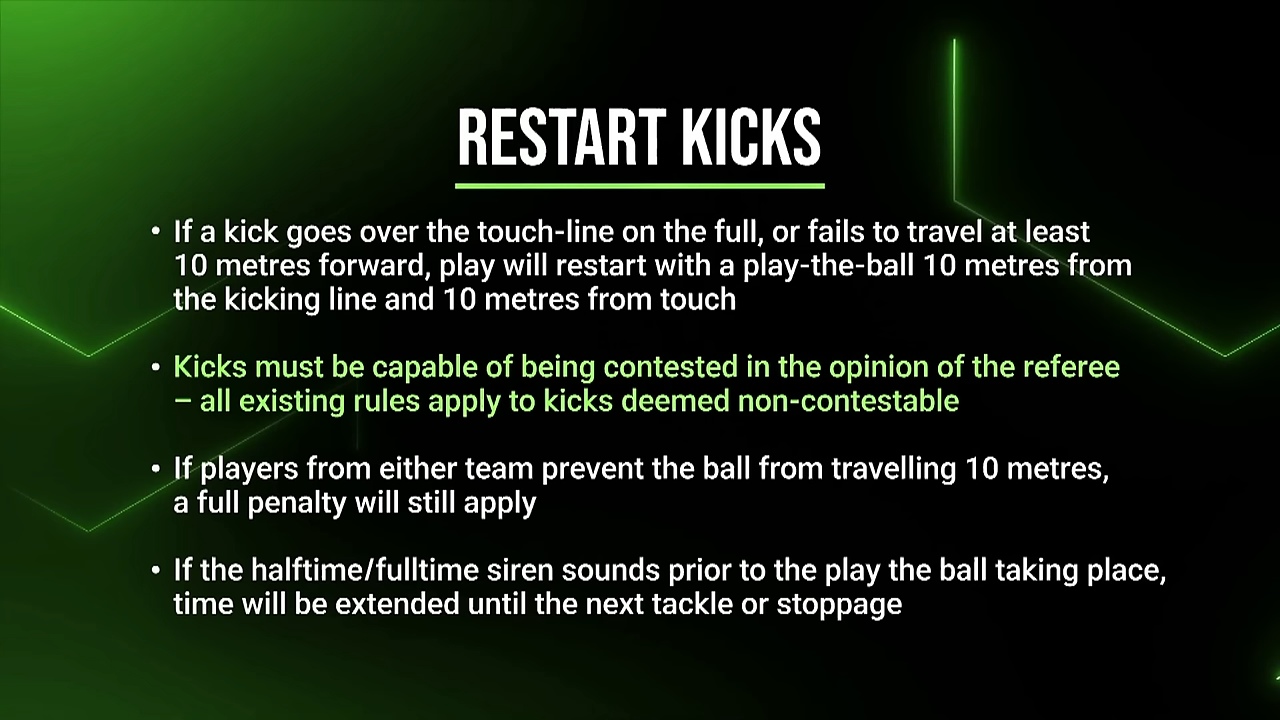 RESTART KICKS
• If a kick goes over the touch-line on the full, or fails to travel at least
10 metres forward, play will restart with a play-the-ball 10 metres from
the kicking line and 10 metres from touch
• Kicks must be capable of being contested in the opinion of the referee
– all existing rules apply to kicks deemed non-contestable
• If players from either team prevent the ball from travelling 10 metres,
a full penalty will still apply
• If the halftime/fulltime siren sounds prior to the play the ball taking place,
time will be extended until the next tackle or stoppage